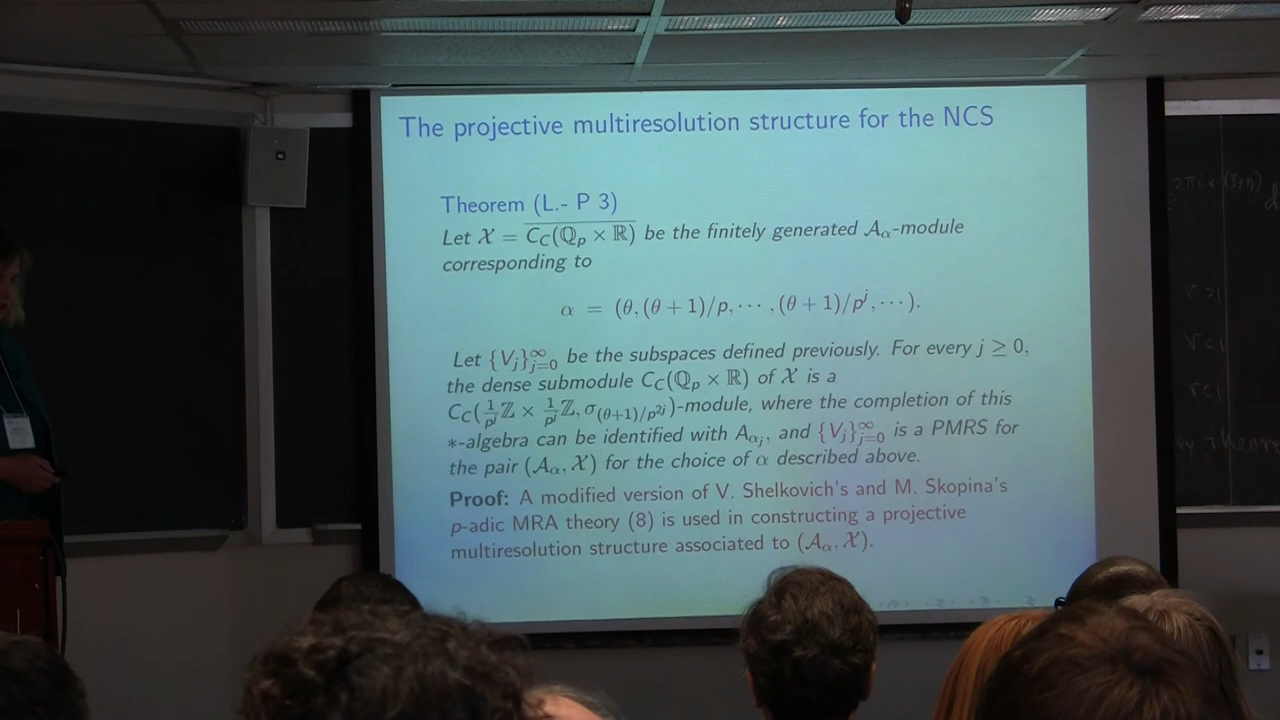 The projective multiresolution structure for the NCS
Theorem (L.- P 3)
Let 𝒳 = \overline{C_C(ℚ_p × ℝ)} be the finitely generated 𝒜_α-module
corresponding to
α = (θ, (θ + 1)/p, ⋯ , (θ + 1)/p^j, ⋯ ).
Let {V_j}_{j=0}^∞ be the subspaces defined previously. For every j ≥ 0,
the dense submodule C_C(ℚ_p × ℝ) of 𝒳 is a
C_C(\frac{1}{p^j}ℤ × \frac{1}{p^j}ℤ, σ_{(θ+1)/p^{2j}})-module, where the completion of this
∗-algebra can be identified with A_{α_j}, and {V_j}_{j=0}^∞ is a PMRS for
the pair (𝒜_α, 𝒳) for the choice of α described above.
Proof: A modified version of V. Shelkovich's and M. Skopina's
p-adic MRA theory (8) is used in constructing a projective
multiresolution structure associated to (𝒜_α, 𝒳).